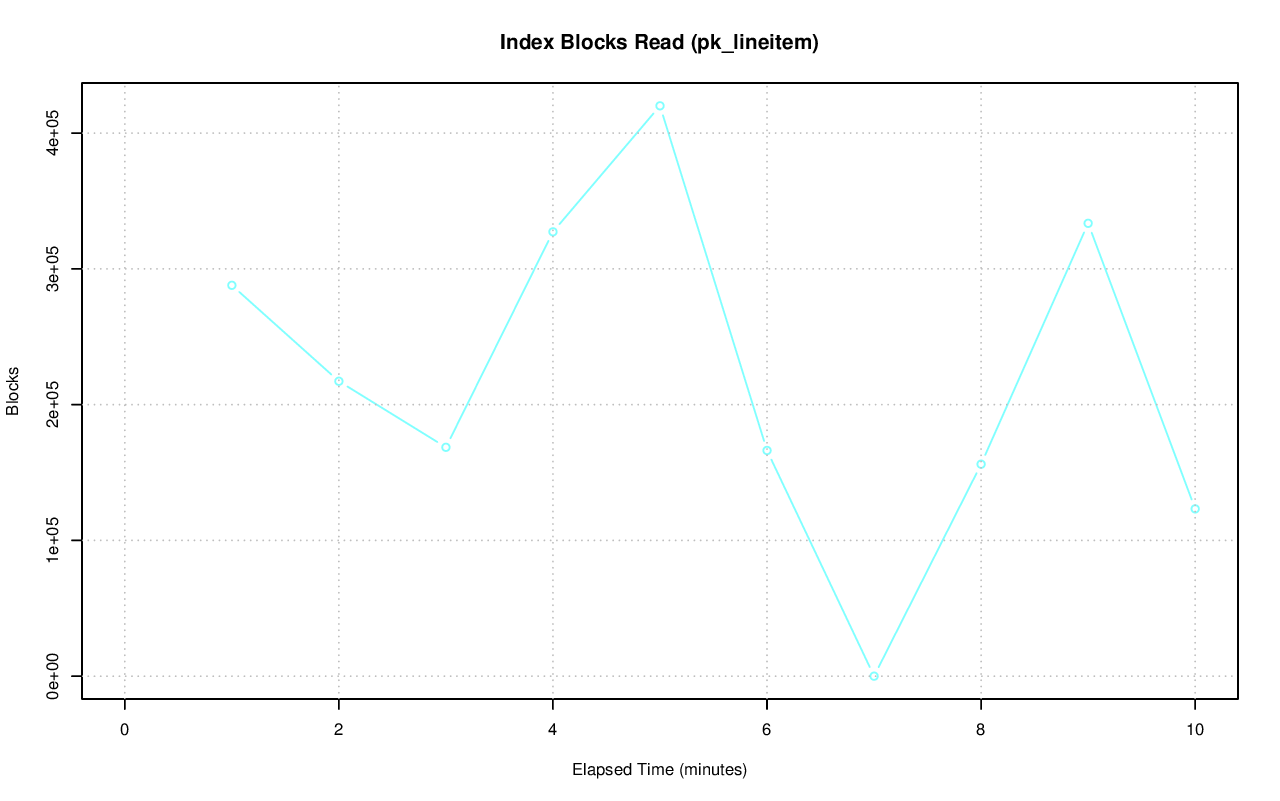 Index Blocks Read (pk_lineitem)
4e+05
3e+05
2e+05
1e+05
0e+00
Blocks
0 2 4 6 8 10
Elapsed Time (minutes)